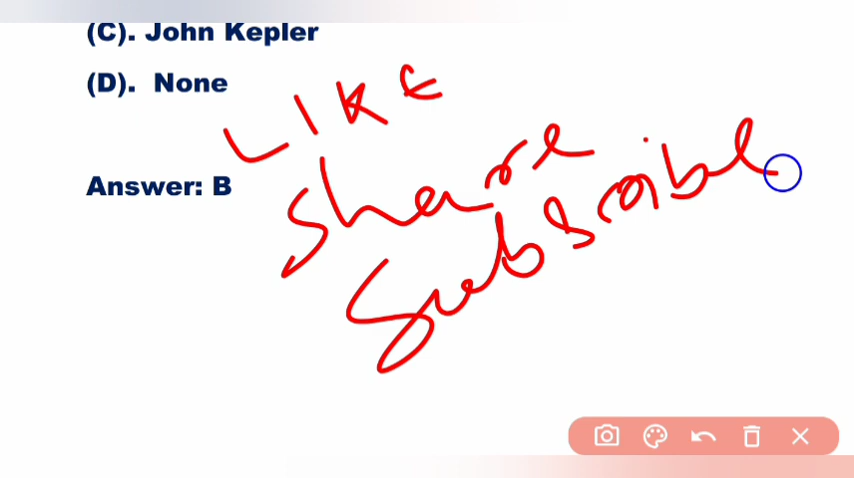 (C). John Kepler
(D). None
LIKE
Answer: B
Share
Subscribe